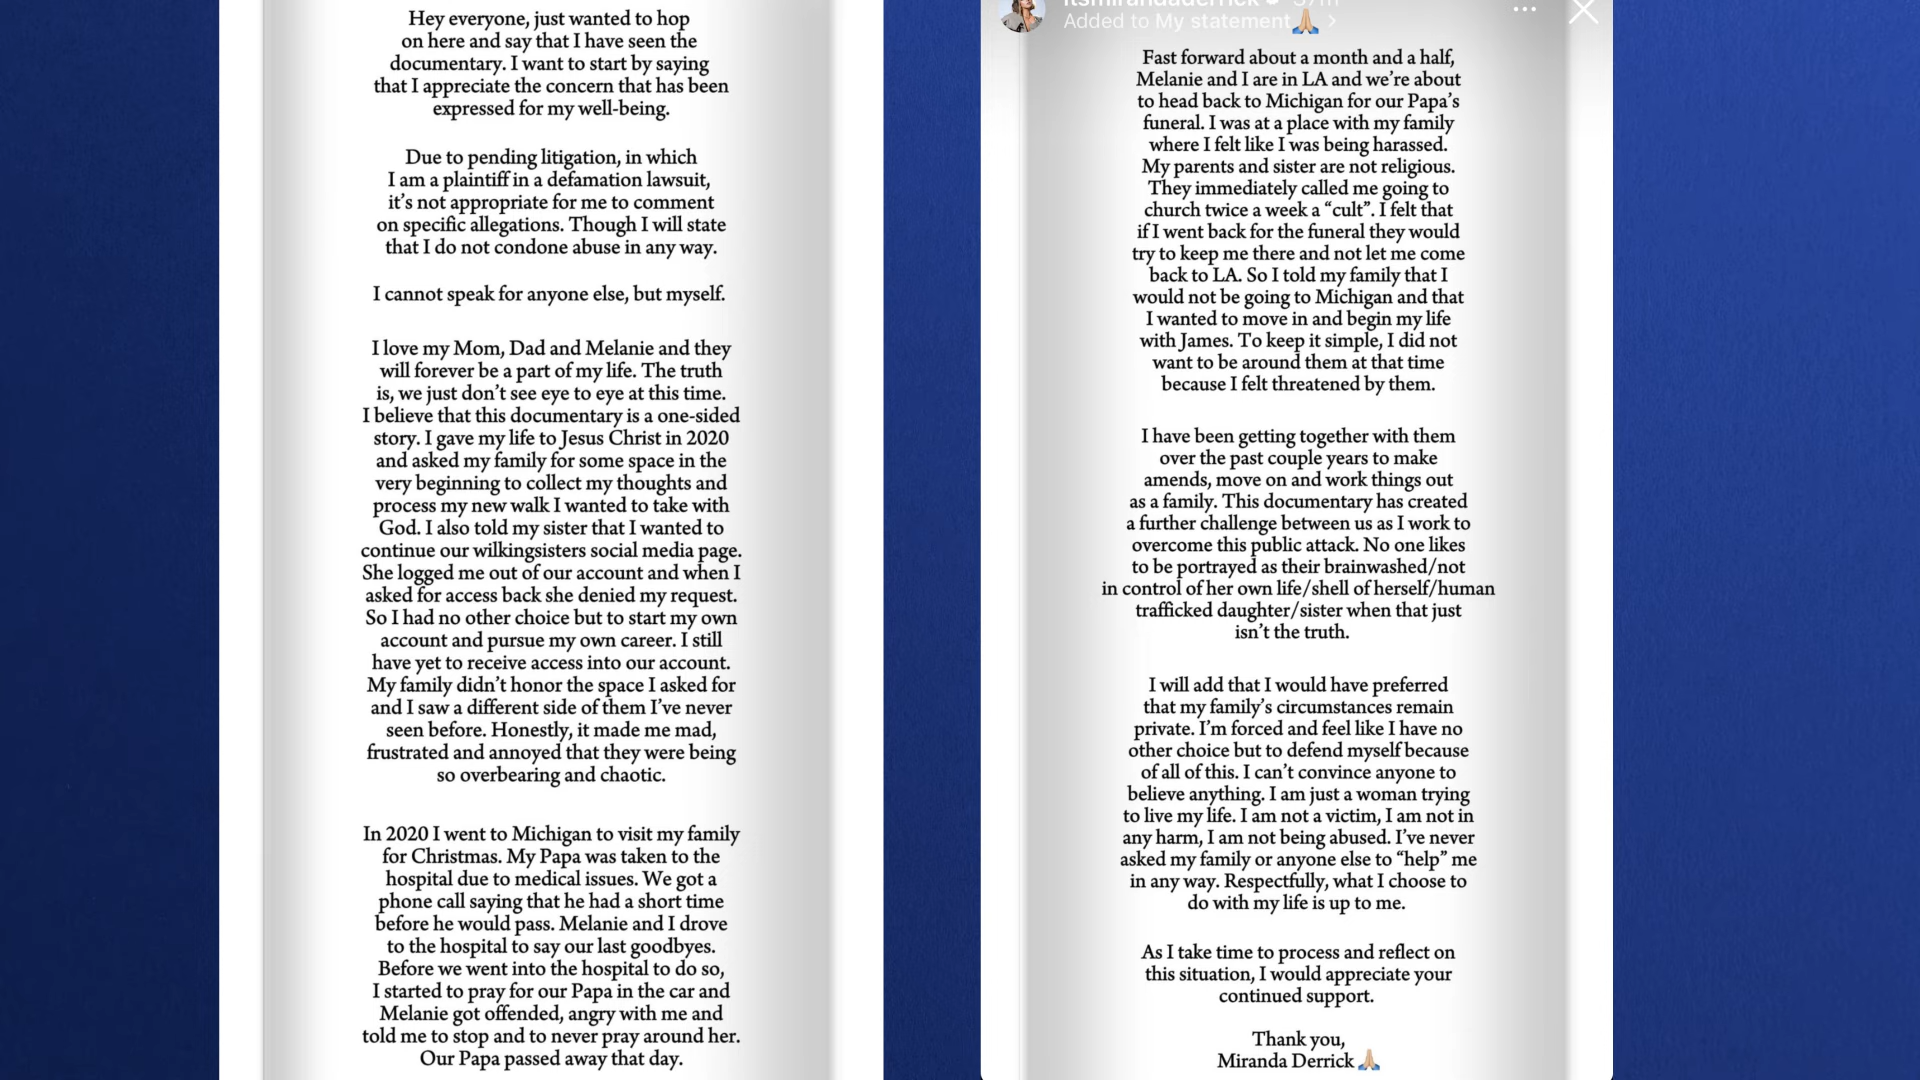 Hey everyone, just wanted to hop
on here and say that I have seen the
documentary. I want to start by saying
that I appreciate the concern that has been
expressed for my well-being.
Due to pending litigation, in which
I am a plaintiff in a defamation lawsuit,
it's not appropriate for me to comment
on specific allegations. Though I will state
that I do not condone abuse in any way.
I cannot speak for anyone else, but myself.
I love my Mom, Dad and Melanie and they
will forever be a part of my life. The truth
is, we just don't see eye to eye at this time.
I believe that this documentary is a one-sided
story. I gave my life to Jesus Christ in 2020
and asked my family for some space in the
very beginning to collect my thoughts and
process my new walk I wanted to take with
God. I also told my sister that I wanted to
continue our wilkingsisters social media page.
She logged me out of our account and when I
asked for access back she denied my request.
So I had no other choice but to start my own
account and pursue my own career. I still
have yet to receive access into our account.
My family didn't honor the space I asked for
and I saw a different side of them I've never
seen before. Honestly, it made me mad,
frustrated and annoyed that they were being
so overbearing and chaotic.
In 2020 I went to Michigan to visit my family
for Christmas. My Papa was taken to the
hospital due to medical issues. We got a
phone call saying that he had a short time
before he would pass. Melanie and I drove
to the hospital to say our last goodbyes.
Before we went into the hospital to do so,
I started to pray for our Papa in the car and
Melanie got offended, angry with me and
told me to stop and to never pray around her.
Our Papa passed away that day.
itsmirandaderrick
Added to My statement🙏🏼 >
Fast forward about a month and a half,
Melanie and I are in LA and we're about
to head back to Michigan for our Papa's
funeral. I was at a place with my family
where I felt like I was being harassed.
My parents and sister are not religious.
They immediately called me going to
church twice a week a “cult”. I felt that
if I went back for the funeral they would
try to keep me there and not let me come
back to LA. So I told my family that I
would not be going to Michigan and that
I wanted to move in and begin my life
with James. To keep it simple, I did not
want to be around them at that time
because I felt threatened by them.
I have been getting together with them
over the past couple years to make
amends, move on and work things out
as a family. This documentary has created
a further challenge between us as I work to
overcome this public attack. No one likes
to be portrayed as their brainwashed/not
in control of her own life/shell of herself/human
trafficked daughter/sister when that just
isn't the truth.
I will add that I would have preferred
that my family's circumstances remain
private. I'm forced and feel like I have no
other choice but to defend myself because
of all of this. I can't convince anyone to
believe anything. I am just a woman trying
to live my life. I am not a victim, I am not in
any harm, I am not being abused. I've never
asked my family or anyone else to “help” me
in any way. Respectfully, what I choose to
do with my life is up to me.
As I take time to process and reflect on
this situation, I would appreciate your
continued support.
Thank you,
Miranda Derrick 🙏🏼